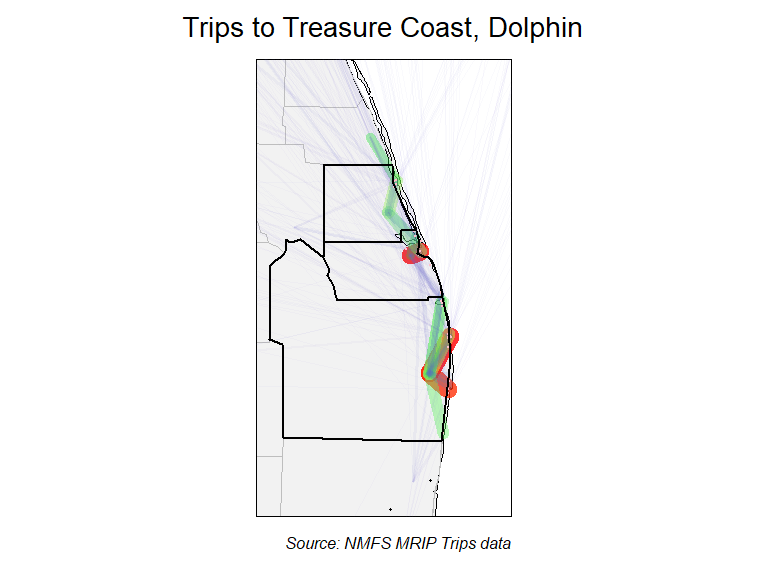 Trips to Treasure Coast, Dolphin
Source: NMFS MRIP Trips data